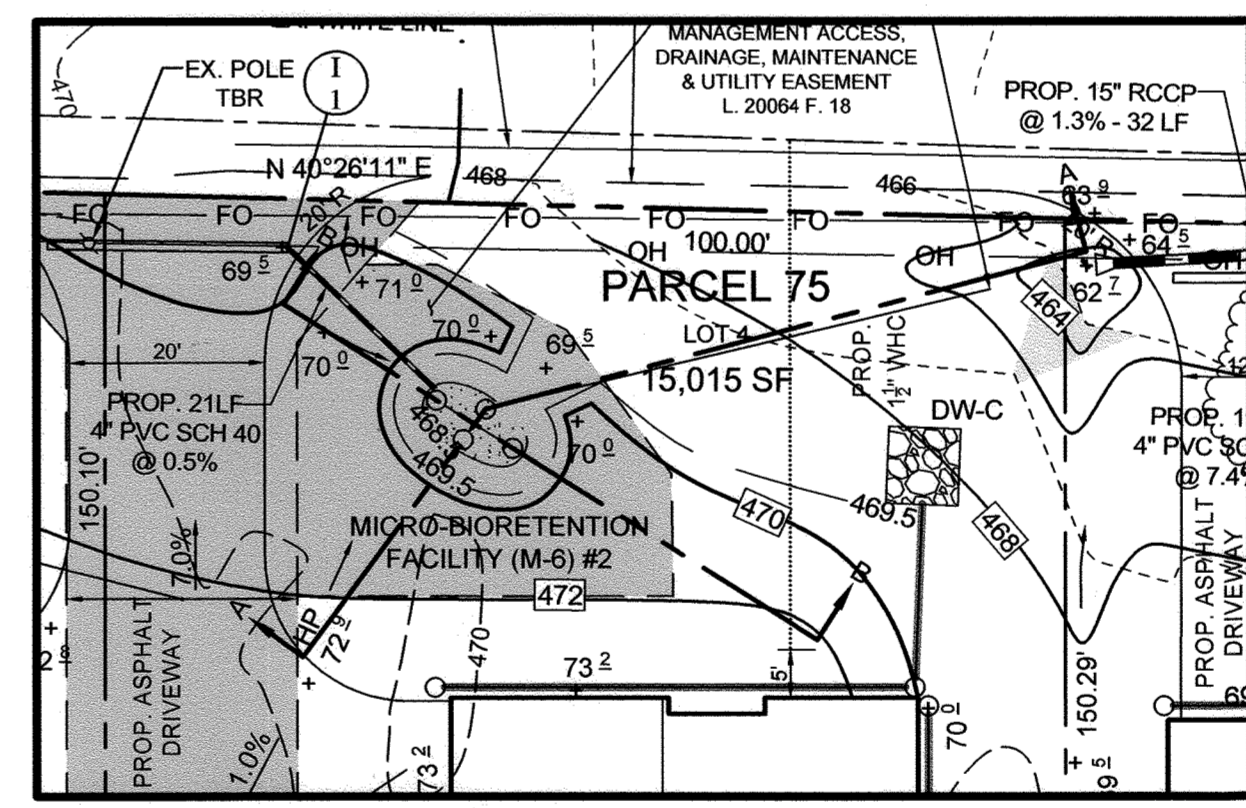 MANAGEMENT ACCESS,
DRAINAGE, MAINTENANCE
& UTILITY EASEMENT
L. 20064 F. 18
EX. POLE
TBR
I
1
470
PROP. 15" RCCP
@ 1.3% - 32 LF
N 40°26'11" E
468
466
A
63 9
FO
FO
FO
FO
FO
FO
FO
FO
20'
R
B
OH
OH
100.00'
OH
B
64 5
OH
69 5
71 0
PARCEL 75
62 7
464
70 0
69 5
LOT 4
20'
70 0
15,015 SF
PROP.
1 1/2" WHC
DW-C
PROP. 21LF
4" PVC SCH 40
@ 0.5%
468.5
469.5
70 0
4" PVC
@ 7.4%
470
469.5
468
150.10'
MICRO-BIORETENTION
FACILITY (M-6) #2
7.0%
472
B
A
HP
72 9
470
PROP. ASPHALT
DRIVEWAY
PROP. ASPHALT
DRIVEWAY
2 8
73 2
5'
70 0
150.29'
1.0%
73 2
9 5